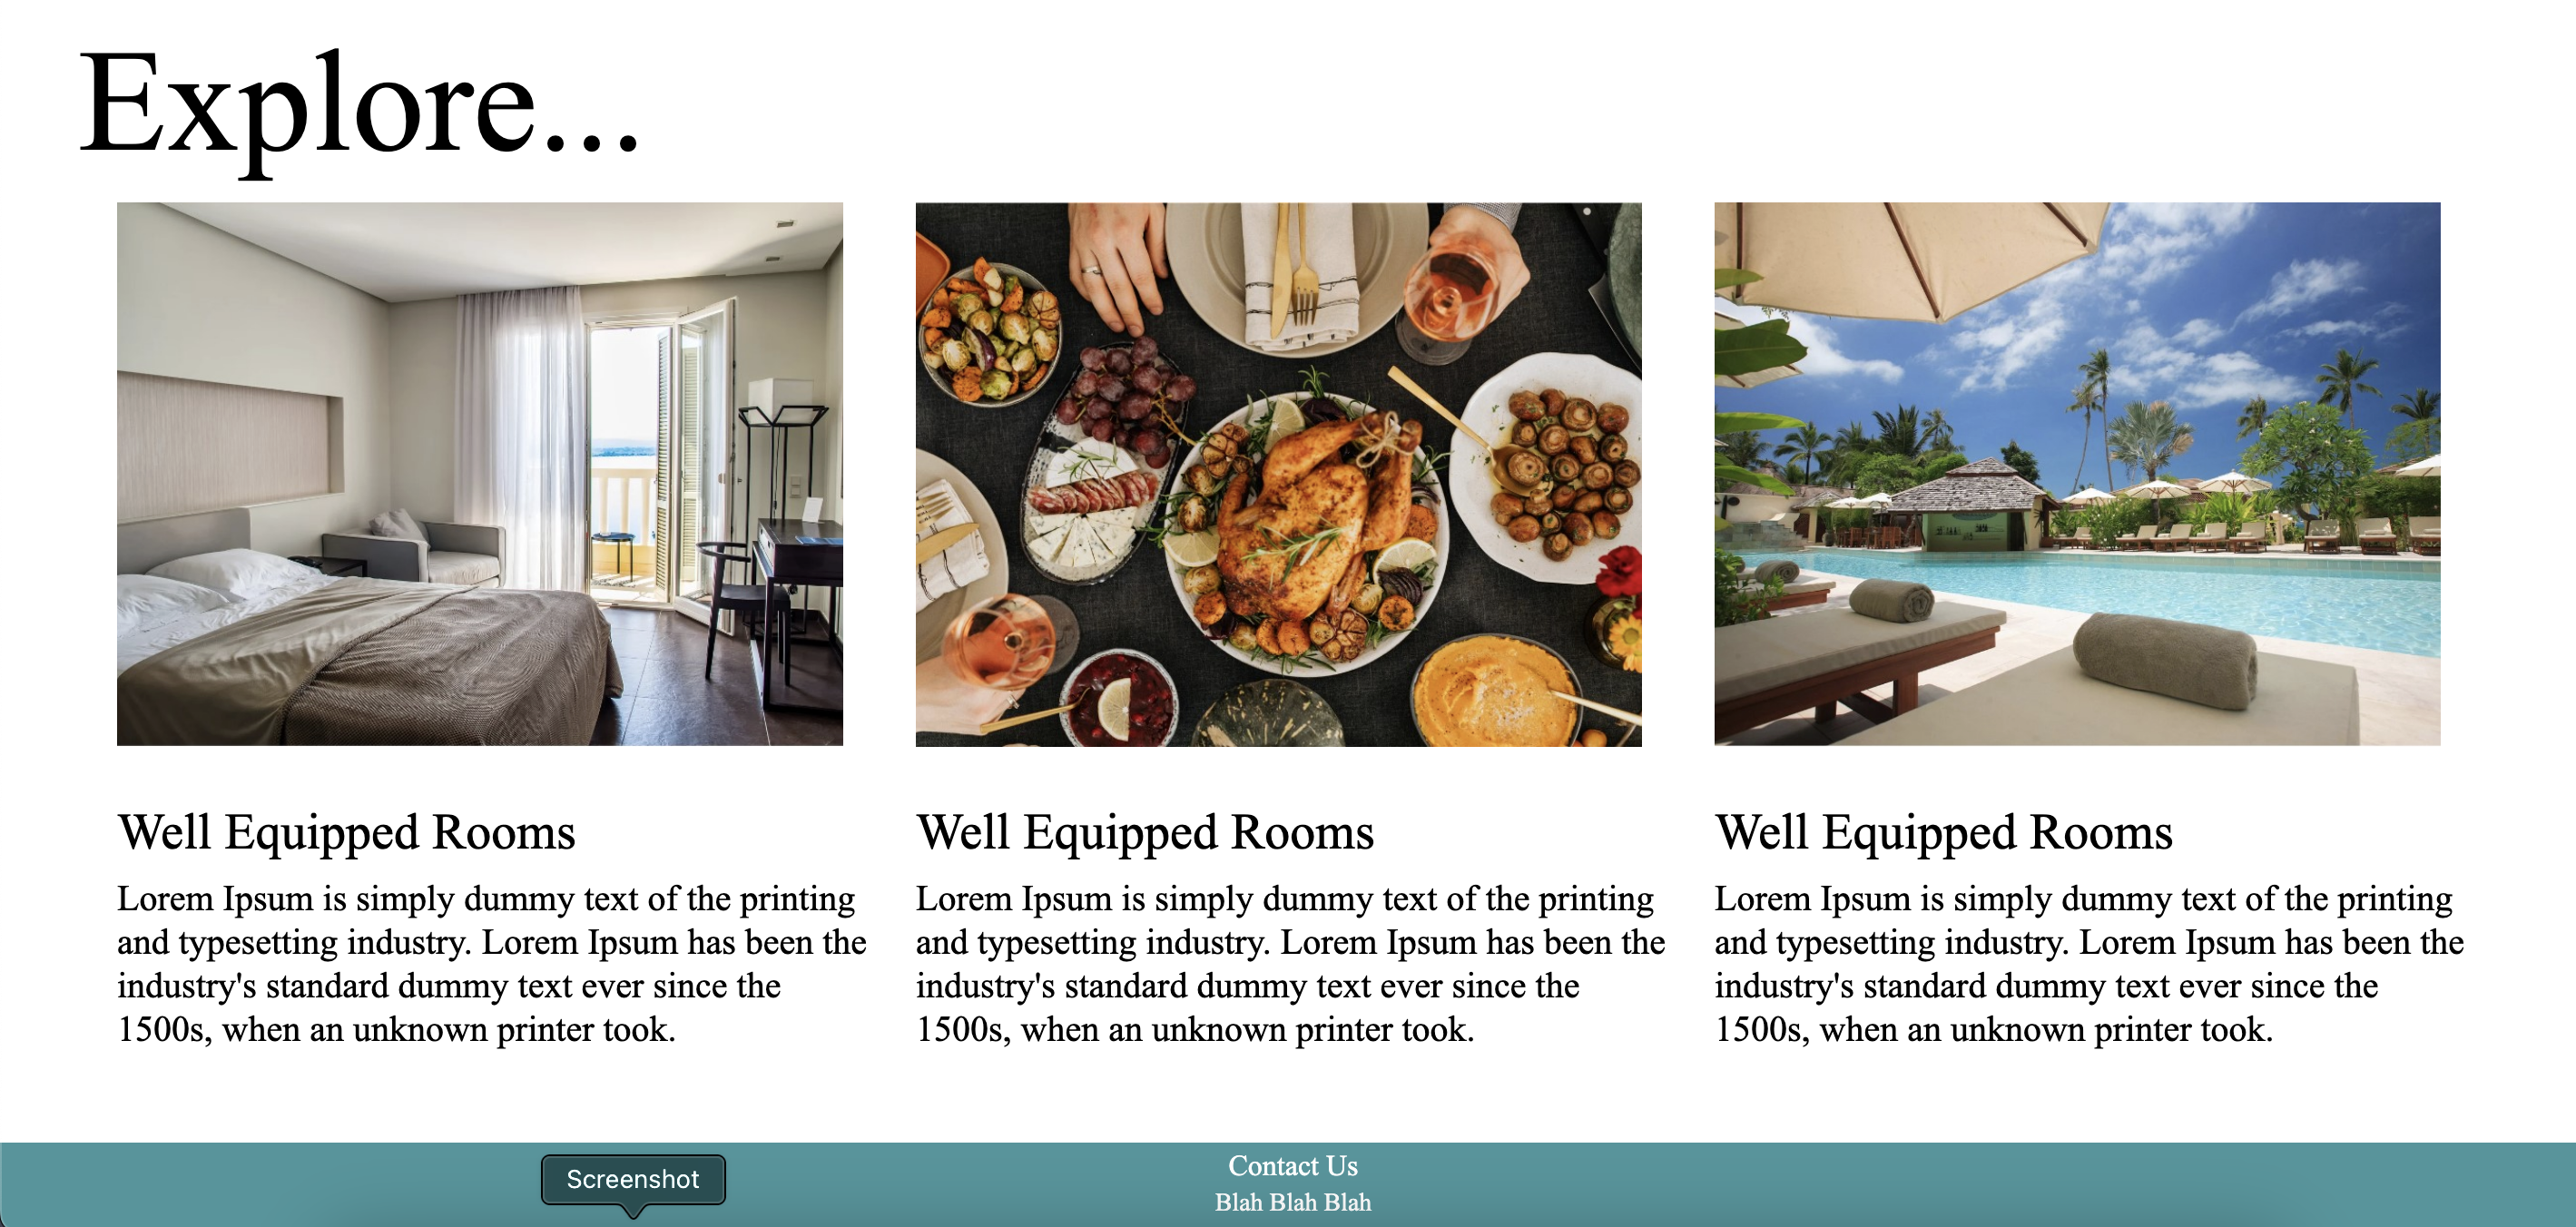 Explore...
Well Equipped Rooms
Lorem Ipsum is simply dummy text of the printing
and typesetting industry. Lorem Ipsum has been the
industry's standard dummy text ever since the
1500s, when an unknown printer took.
Well Equipped Rooms
Lorem Ipsum is simply dummy text of the printing
and typesetting industry. Lorem Ipsum has been the
industry's standard dummy text ever since the
1500s, when an unknown printer took.
Well Equipped Rooms
Lorem Ipsum is simply dummy text of the printing
and typesetting industry. Lorem Ipsum has been the
industry's standard dummy text ever since the
1500s, when an unknown printer took.
Screenshot
Contact Us
Blah Blah Blah